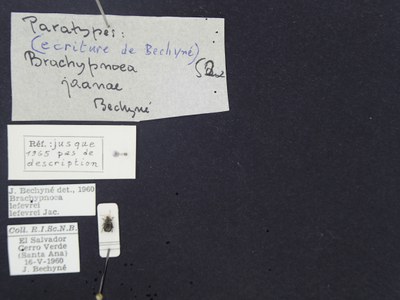 Paratypes:
(ecriture de Bechyné)
Brachypnoea
jaanae
Bechyné
Réf.: jusque
1965 pas de
description
J. Bechyné det., 1960
Brachypnoea
lefevrei
lefevrei Jac.
Coll. R.I.Sc.N.B.
El Salvador
Cerro Verde
(Santa Ana)
16-V-1960
J. Bechyné